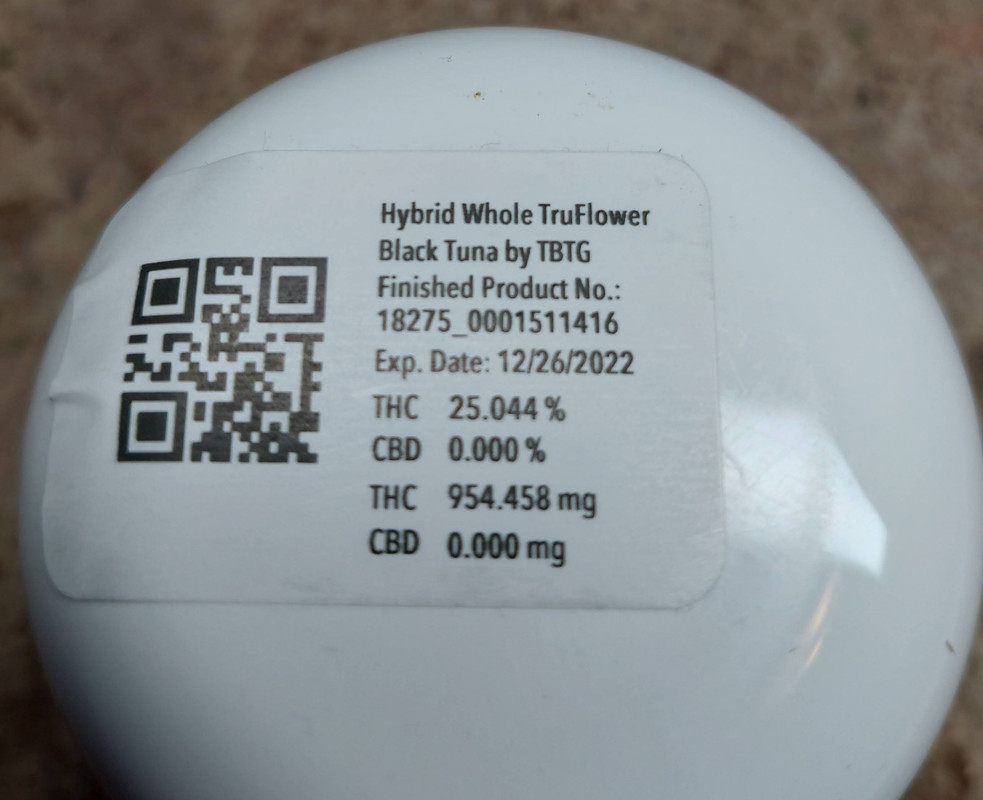 Hybrid Whole TruFlower
Black Tuna by TBTG
Finished Product No.:
18275_0001511416
Exp. Date: 12/26/2022
THC 25.044 %
CBD 0.000 %
THC 954.458 mg
CBD 0.000 mg